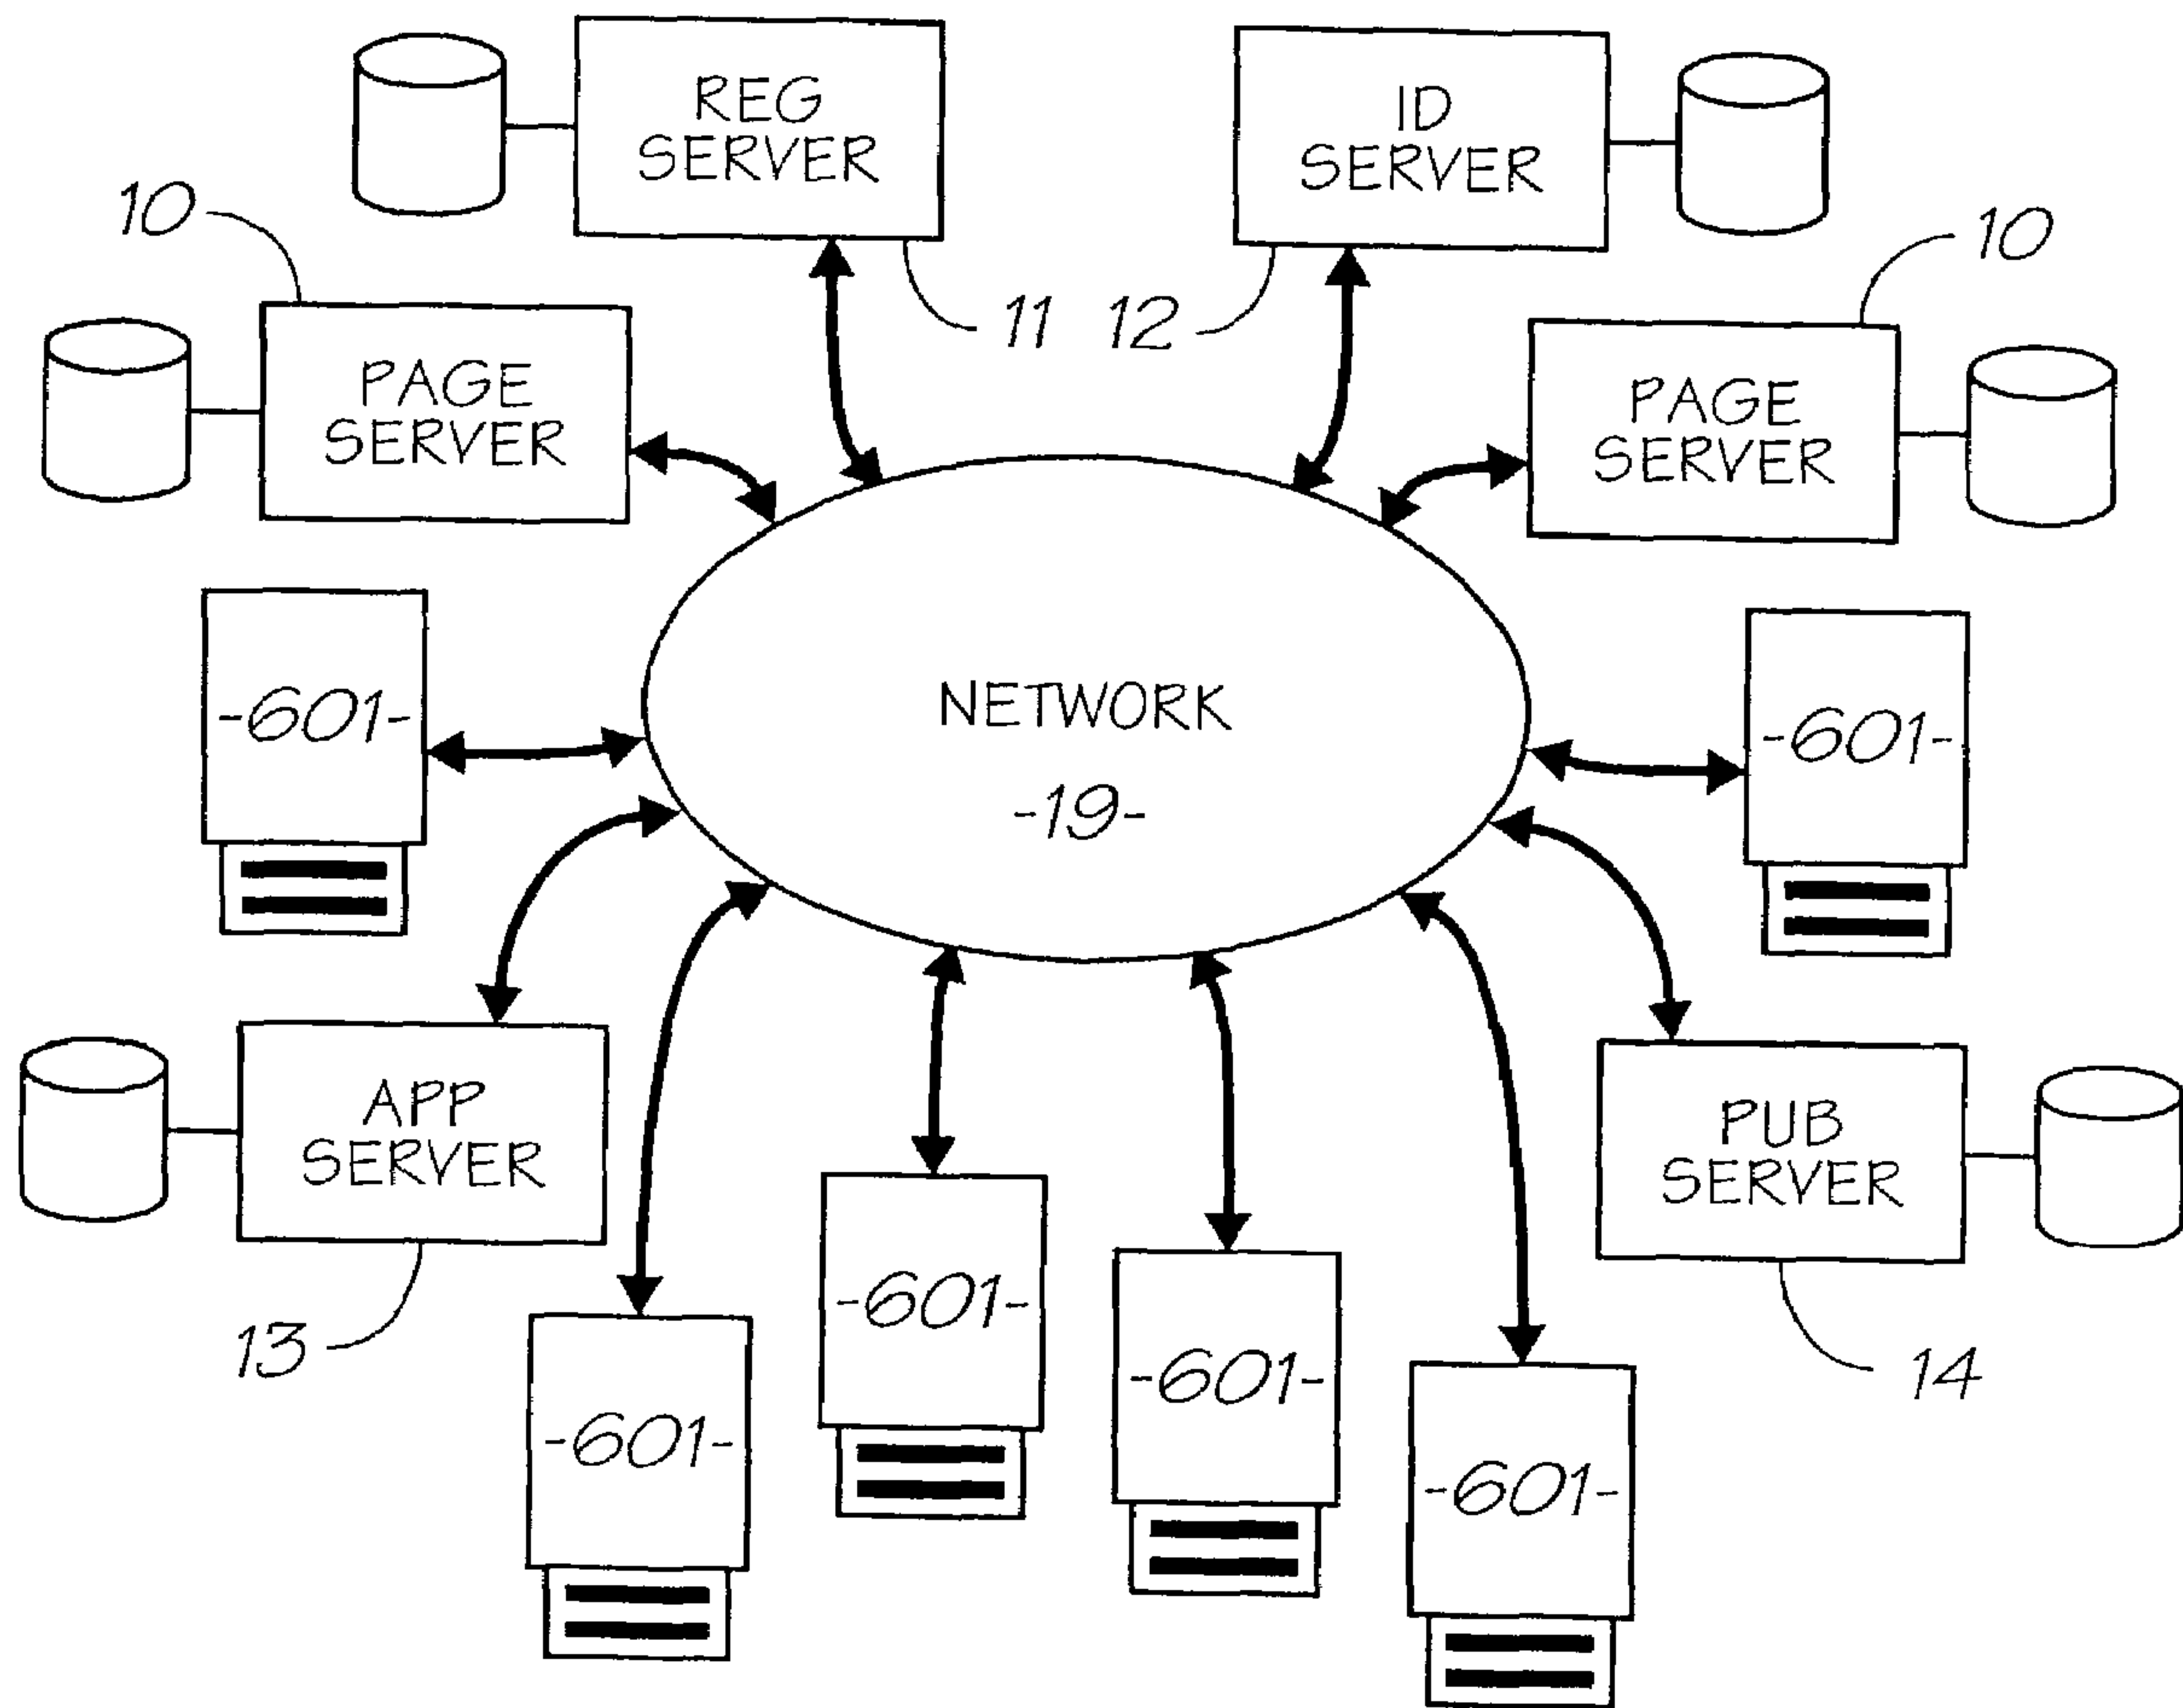 REG
SERVER
ID
SERVER
10
10
11
12
PAGE
SERVER
PAGE
SERVER
-601-
NETWORK
-19-
-601-
APP
SERVER
PUB
SERVER
13
14
-601-
-601-
-601-
-601-